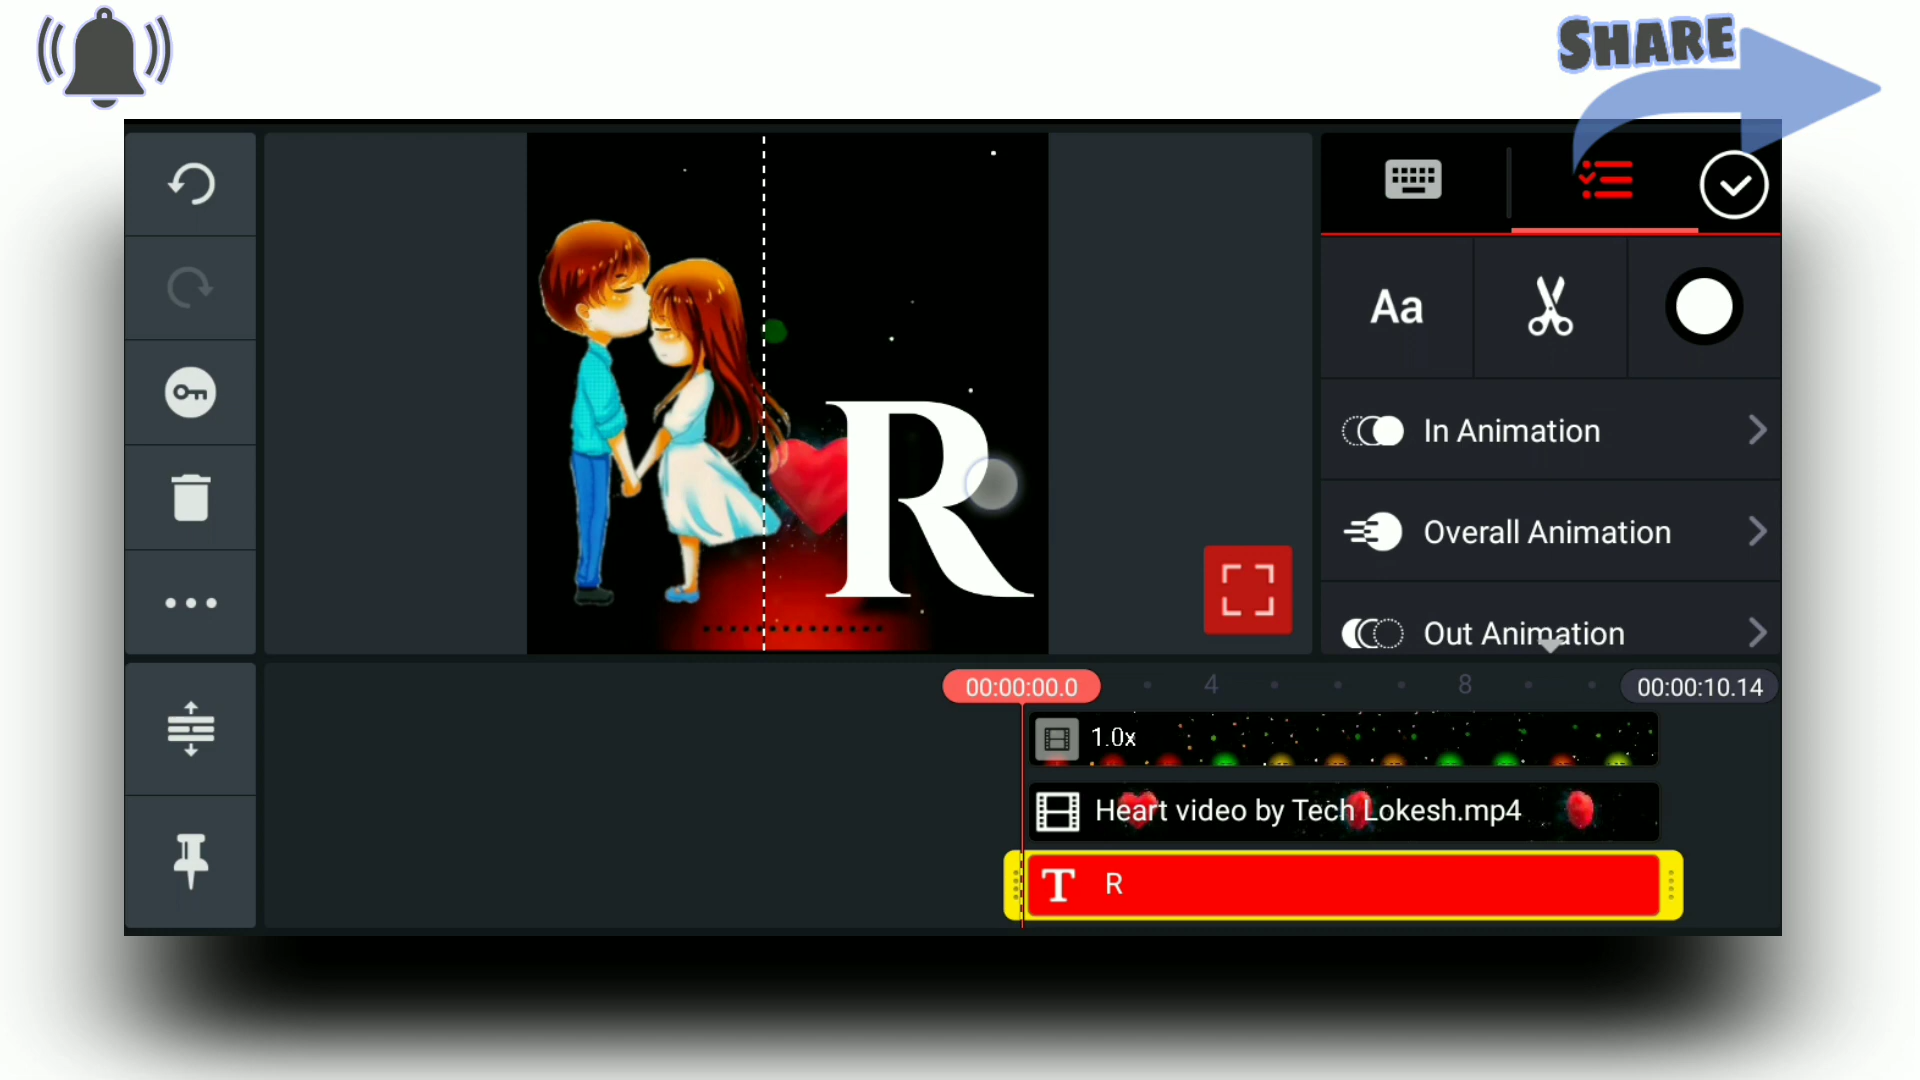 SHARE
R
Aa
In Animation
Overall Animation
Out Animation
00:00:00.0
4
8
00:00:10.14
1.0x
Heart video by Tech Lokesh.mp4
T R